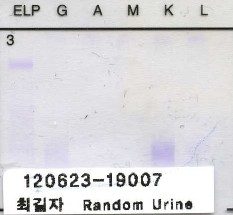 ELP G A M K L
3
120623-19007
최길자 Random Urine